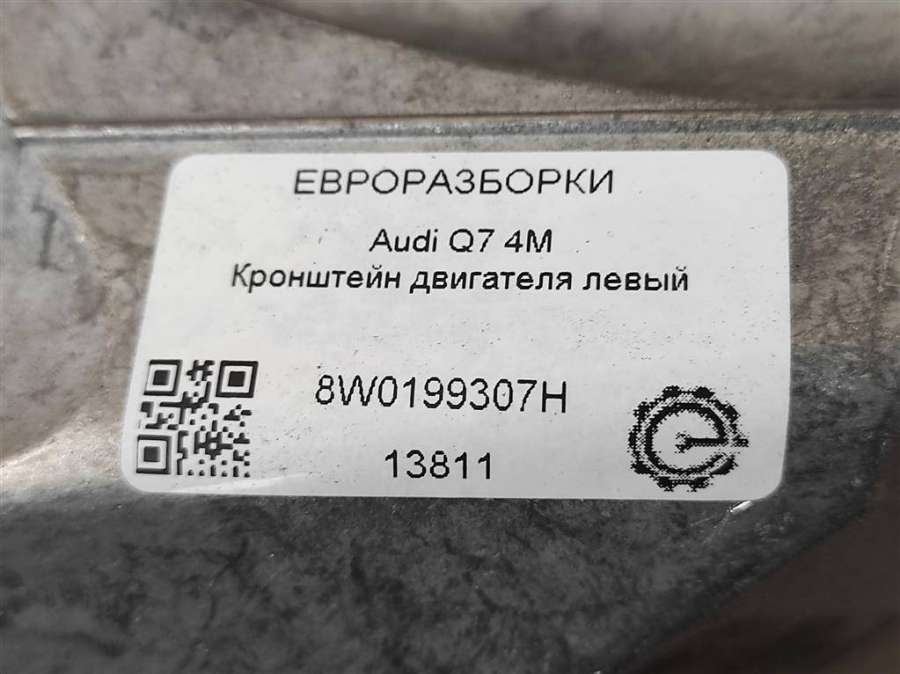 ЕВРОРАЗБОРКИ
Audi Q7 4M
Кронштейн двигателя левый
8W0199307H
13811